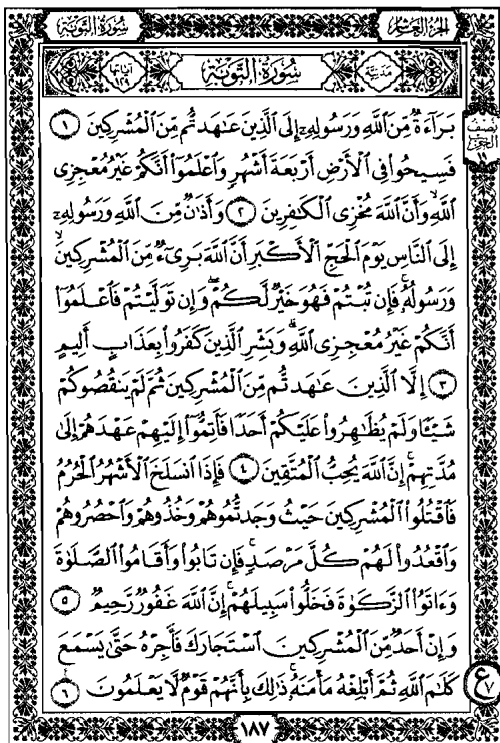 الجزء العاشر سورة التوبة
مدنية سورة التوبة آياتها ١٢٩
بَرَآءَةٌ مِّنَ ٱللَّهِ وَرَسُولِهِۦٓ إِلَى ٱلَّذِينَ عَـٰهَدتُّم مِّنَ ٱلْمُشْرِكِينَ ١
فَسِيحُوا۟ فِى ٱلْأَرْضِ أَرْبَعَةَ أَشْهُرٍ وَٱعْلَمُوٓا۟ أَنَّكُمْ غَيْرُ مُعْجِزِى
ٱللَّهِ ۙ وَأَنَّ ٱللَّهَ مُخْزِى ٱلْكَـٰفِرِينَ ٢ وَأَذَٰنٌ مِّنَ ٱللَّهِ وَرَسُولِهِۦٓ
إِلَى ٱلنَّاسِ يَوْمَ ٱلْحَجِّ ٱلْأَكْبَرِ أَنَّ ٱللَّهَ بَرِىٓءٌ مِّنَ ٱلْمُشْرِكِينَ ۙ
وَرَسُولُهُۥ ۚ فَإِن تُبْتُمْ فَهُوَ خَيْرٌ لَّكُمْ ۖ وَإِن تَوَلَّيْتُمْ فَٱعْلَمُوٓا۟
أَنَّكُمْ غَيْرُ مُعْجِزِى ٱللَّهِ ۗ وَبَشِّرِ ٱلَّذِينَ كَفَرُوا۟ بِعَذَابٍ أَلِيمٍ
٣ إِلَّا ٱلَّذِينَ عَـٰهَدتُّم مِّنَ ٱلْمُشْرِكِينَ ثُمَّ لَمْ يَنقُصُوكُمْ
شَيْـًٔا وَلَمْ يُظَـٰهِرُوا۟ عَلَيْكُمْ أَحَدًا فَأَتِمُّوٓا۟ إِلَيْهِمْ عَهْدَهُمْ إِلَىٰ
مُدَّتِهِمْ ۚ إِنَّ ٱللَّهَ يُحِبُّ ٱلْمُتَّقِينَ ٤ فَإِذَا ٱنسَلَخَ ٱلْأَشْهُرُ ٱلْحُرُمُ
فَٱقْتُلُوا۟ ٱلْمُشْرِكِينَ حَيْثُ وَجَدتُّمُوهُمْ وَخُذُوهُمْ وَٱحْصُرُوهُمْ
وَٱقْعُدُوا۟ لَهُمْ كُلَّ مَرْصَدٍ ۚ فَإِن تَابُوا۟ وَأَقَامُوا۟ ٱلصَّلَوٰةَ
وَءَاتَوُا۟ ٱلزَّكَوٰةَ فَخَلُّوا۟ سَبِيلَهُمْ ۚ إِنَّ ٱللَّهَ غَفُورٌ رَّحِيمٌ ٥
وَإِنْ أَحَدٌ مِّنَ ٱلْمُشْرِكِينَ ٱسْتَجَارَكَ فَأَجِرْهُ حَتَّىٰ يَسْمَعَ
كَلَـٰمَ ٱللَّهِ ثُمَّ أَبْلِغْهُ مَأْمَنَهُۥ ۚ ذَٰلِكَ بِأَنَّهُمْ قَوْمٌ لَّا يَعْلَمُونَ ٦
نصف
الحزب
١٩
ع
٧
١٨٧